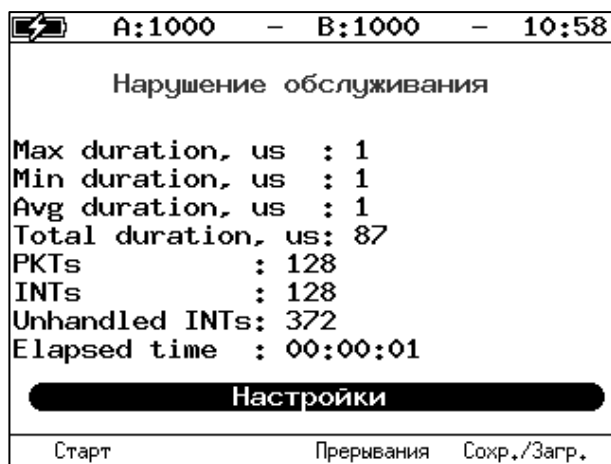 A:1000 – B:1000 – 10:58
Нарушение обслуживания
Max duration, us : 1
Min duration, us : 1
Avg duration, us : 1
Total duration, us: 87
PKTs : 128
INTs : 128
Unhandled INTs: 372
Elapsed time : 00:00:01
Настройки
Старт Прерывания Сохр./Загр.